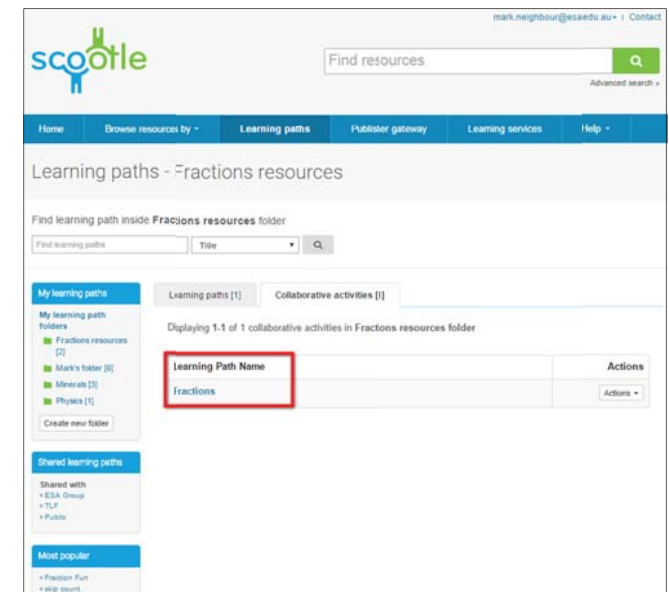 mark.neighbour@esaedu.au | Contact
scootle
Find resources
Advanced search »
Home Browse resources by Learning paths Publisher gateway Learning services Help
Learning paths - Fractions resources
Find learning path inside Fractions resources folder
Find learning paths Title
My learning paths
Learning paths [1] Collaborative activities [1]
My learning path
folders
Fractions resources
[2]
Mark's folder [6]
Minerals [3]
Physics [1]
Create new folder
Displaying 1-1 of 1 collaborative activities in Fractons resources folder
Learning Path Name Actions
Fractions Actions
Shared learning paths
Shared with
+ ESA Group
+ TLF
+ Public
Most popular
+ Fraction Fun
+ skip count